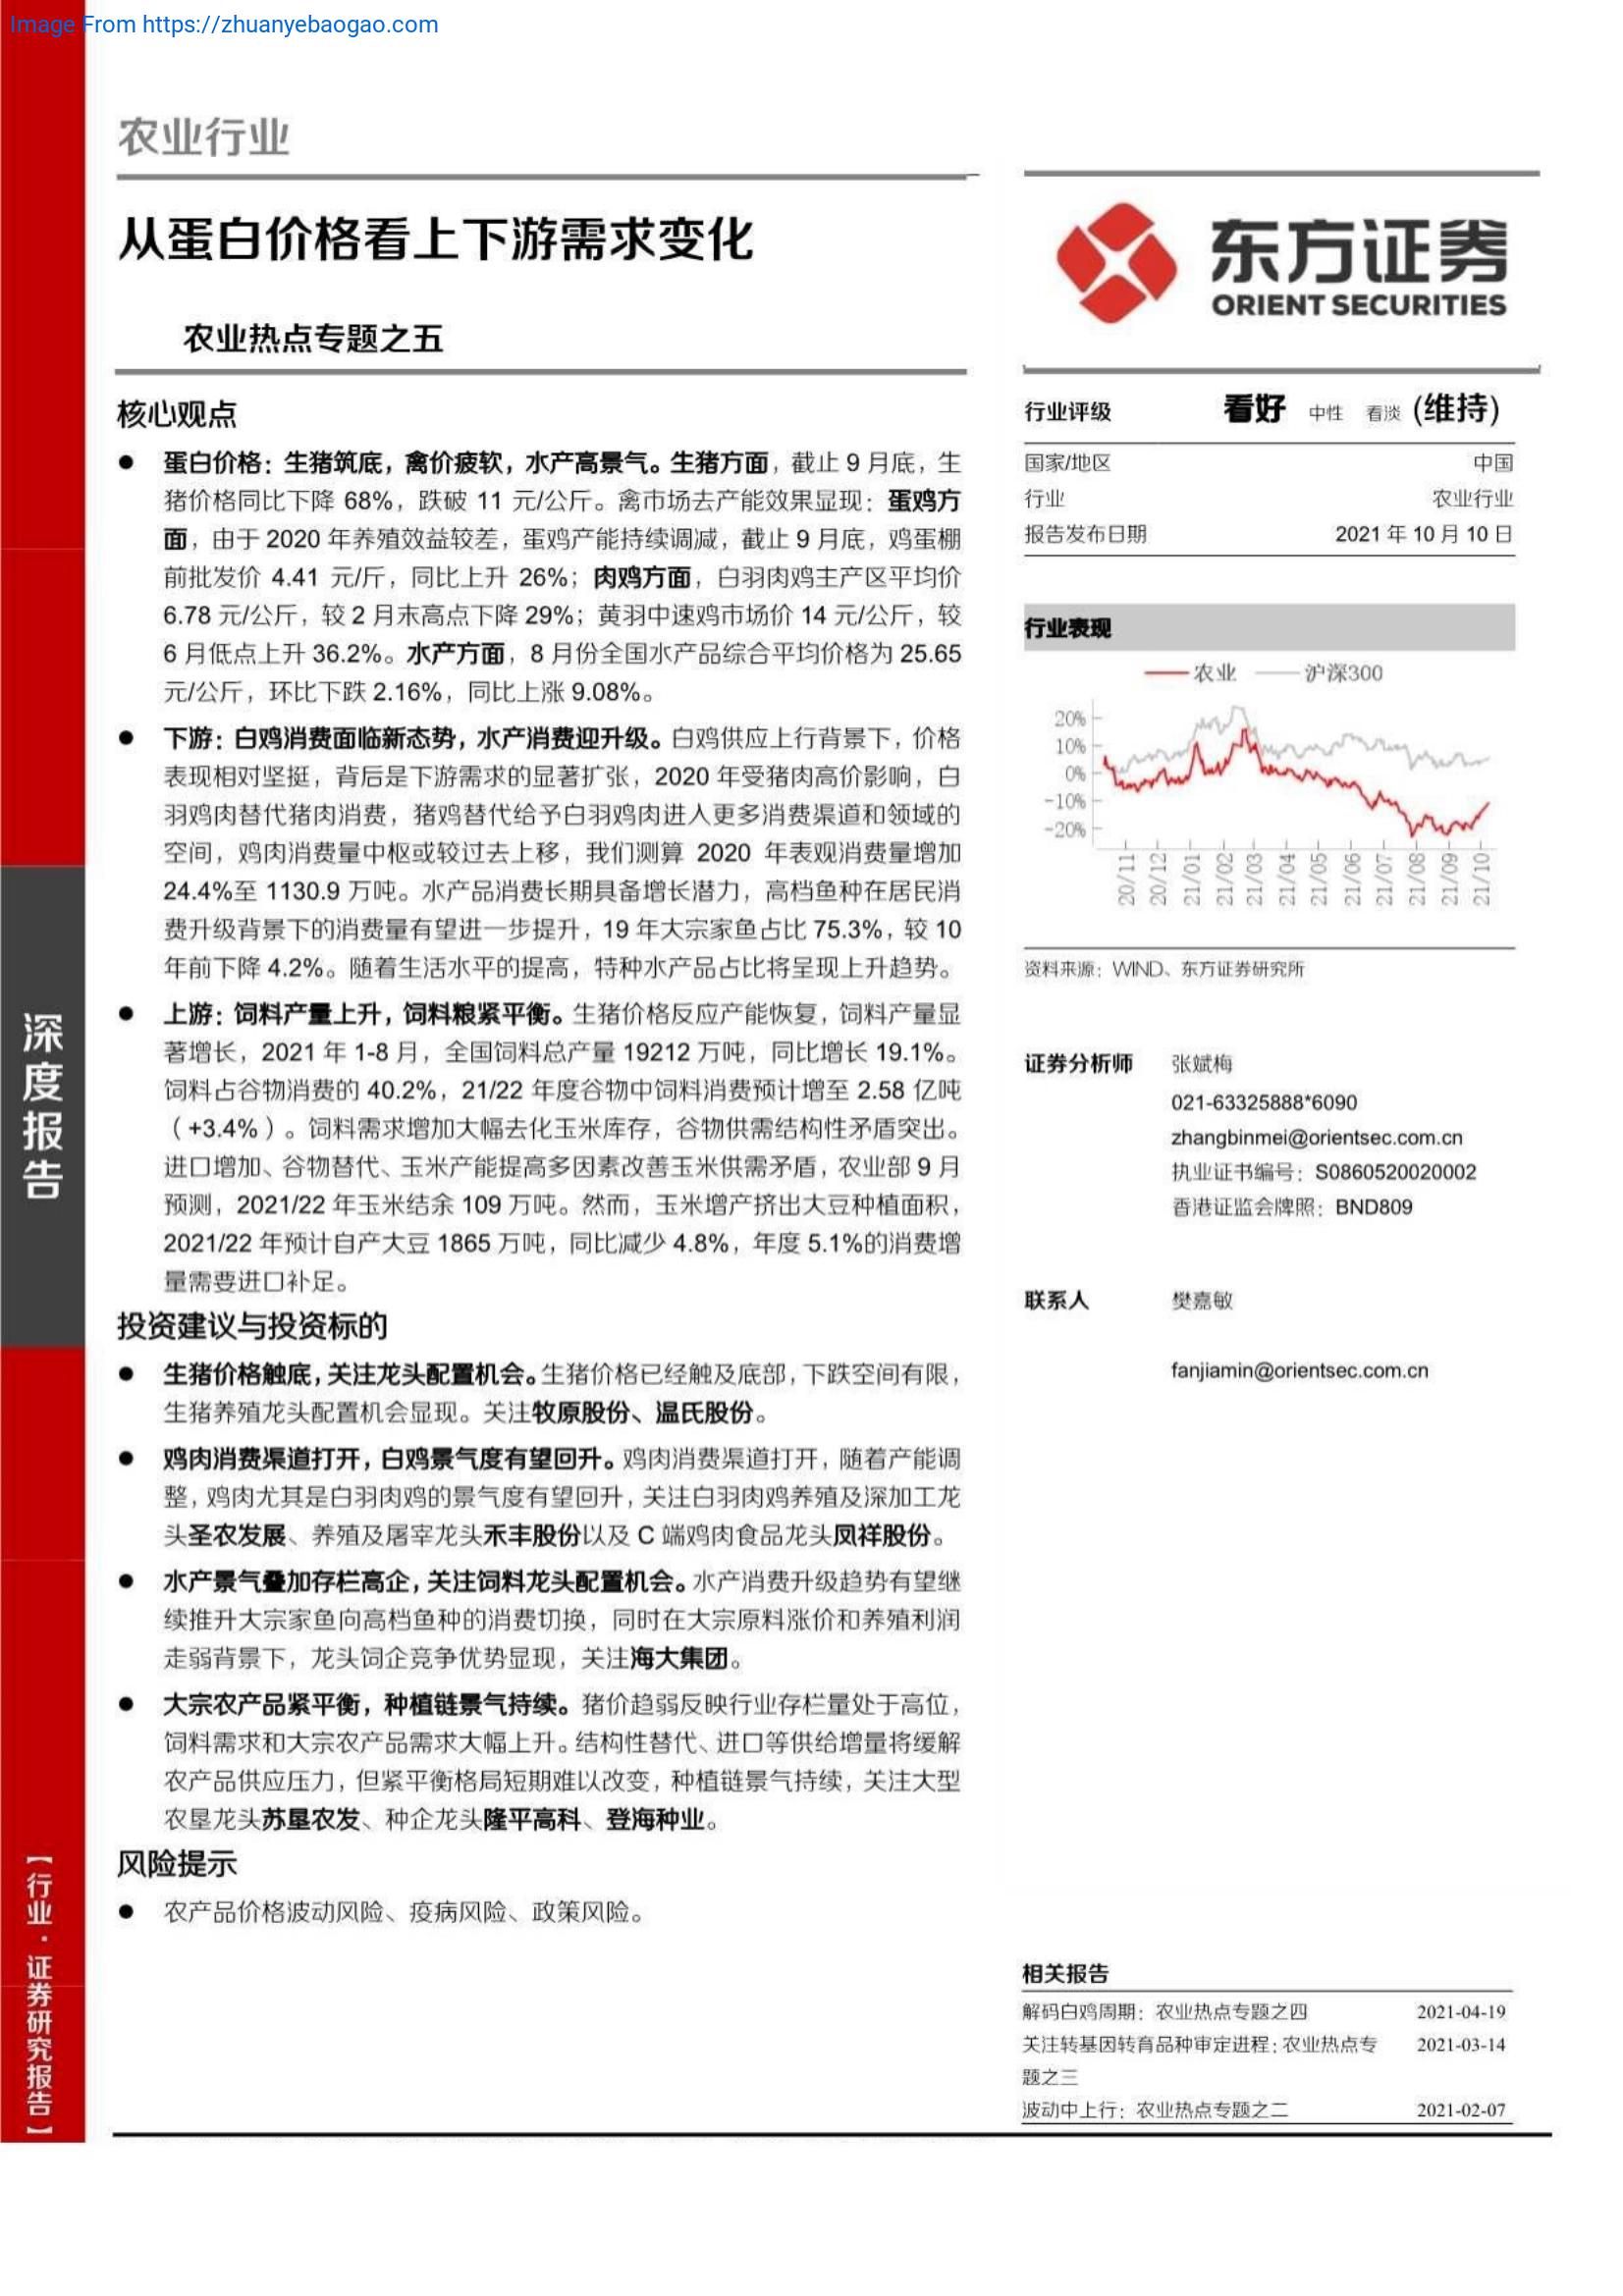 Image From https://zhuanyebaogao.com
农业行业
从蛋白价格看上下游需求变化
农业热点专题之五
核心观点
● 蛋白价格：生猪筑底，禽价疲软，水产高景气。生猪方面，截止 9 月底，生
猪价格同比下降 68%，跌破 11 元/公斤。禽市场去产能效果显现：蛋鸡方
面，由于 2020 年养殖效益较差，蛋鸡产能持续调减，截止 9 月底，鸡蛋棚
前批发价 4.41 元/斤，同比上升 26%；肉鸡方面，白羽肉鸡主产区平均价
6.78 元/公斤，较 2 月末高点下降 29%；黄羽中速鸡市场价 14 元/公斤，较
6 月低点上升 36.2%。水产方面，8 月份全国水产品综合平均价格为 25.65
元/公斤，环比下跌 2.16%，同比上涨 9.08%。
● 下游：白鸡消费面临新态势，水产消费迎升级。白鸡供应上行背景下，价格
表现相对坚挺，背后是下游需求的显著扩张，2020 年受猪肉高价影响，白
羽鸡肉替代猪肉消费，猪鸡替代给予白羽鸡肉进入更多消费渠道和领域的
空间，鸡肉消费量中枢或较过去上移，我们测算 2020 年表观消费量增加
24.4%至 1130.9 万吨。水产品消费长期具备增长潜力，高档鱼种在居民消
费升级背景下的消费量有望进一步提升，19 年大宗家鱼占比 75.3%，较 10
年前下降 4.2%。随着生活水平的提高，特种水产品占比将呈现上升趋势。
● 上游：饲料产量上升，饲料粮紧平衡。生猪价格反应产能恢复，饲料产量显
著增长，2021 年 1-8 月，全国饲料总产量 19212 万吨，同比增长 19.1%。
饲料占谷物消费的 40.2%，21/22 年度谷物中饲料消费预计增至 2.58 亿吨
（+3.4%）。饲料需求增加大幅去化玉米库存，谷物供需结构性矛盾突出。
进口增加、谷物替代、玉米产能提高多因素改善玉米供需矛盾，农业部 9 月
预测，2021/22 年玉米结余 109 万吨。然而，玉米增产挤出大豆种植面积，
2021/22 年预计自产大豆 1865 万吨，同比减少 4.8%，年度 5.1%的消费增
量需要进口补足。
投资建议与投资标的
● 生猪价格触底，关注龙头配置机会。生猪价格已经触及底部，下跌空间有限，
生猪养殖龙头配置机会显现。关注牧原股份、温氏股份。
● 鸡肉消费渠道打开，白鸡景气度有望回升。鸡肉消费渠道打开，随着产能调
整，鸡肉尤其是白羽肉鸡的景气度有望回升，关注白羽肉鸡养殖及深加工龙
头圣农发展、养殖及屠宰龙头禾丰股份以及 C 端鸡肉食品龙头凤祥股份。
● 水产景气叠加存栏高企，关注饲料龙头配置机会。水产消费升级趋势有望继
续推升大宗家鱼向高档鱼种的消费切换，同时在大宗原料涨价和养殖利润
走弱背景下，龙头饲企竞争优势显现，关注海大集团。
● 大宗农产品紧平衡，种植链景气持续。猪价趋弱反映行业存栏量处于高位，
饲料需求和大宗农产品需求大幅上升。结构性替代、进口等供给增量将缓解
农产品供应压力，但紧平衡格局短期难以改变，种植链景气持续，关注大型
农垦龙头苏垦农发、种企龙头隆平高科、登海种业。
风险提示
● 农产品价格波动风险、疫病风险、政策风险。
东方证券
ORIENT SECURITIES
行业评级 看好 中性 看淡 (维持)
国家/地区 中国
行业 农业行业
报告发布日期 2021 年 10 月 10 日
行业表现
农业 沪深300
20%
10%
0%
-10%
-20%
20/11 20/12 21/01 21/02 21/03 21/04 21/05 21/06 21/07 21/08 21/09 21/10
资料来源：WIND、东方证券研究所
证券分析师 张斌梅
021-63325888*6090
zhangbinmei@orientsec.com.cn
执业证书编号：S0860520020002
香港证监会牌照：BND809
联系人 樊嘉敏
fanjiamin@orientsec.com.cn
相关报告
解码白鸡周期：农业热点专题之四 2021-04-19
关注转基因转育品种审定进程：农业热点专 2021-03-14
题之三
波动中上行：农业热点专题之二 2021-02-07
深度报告
【行业·证券研究报告】